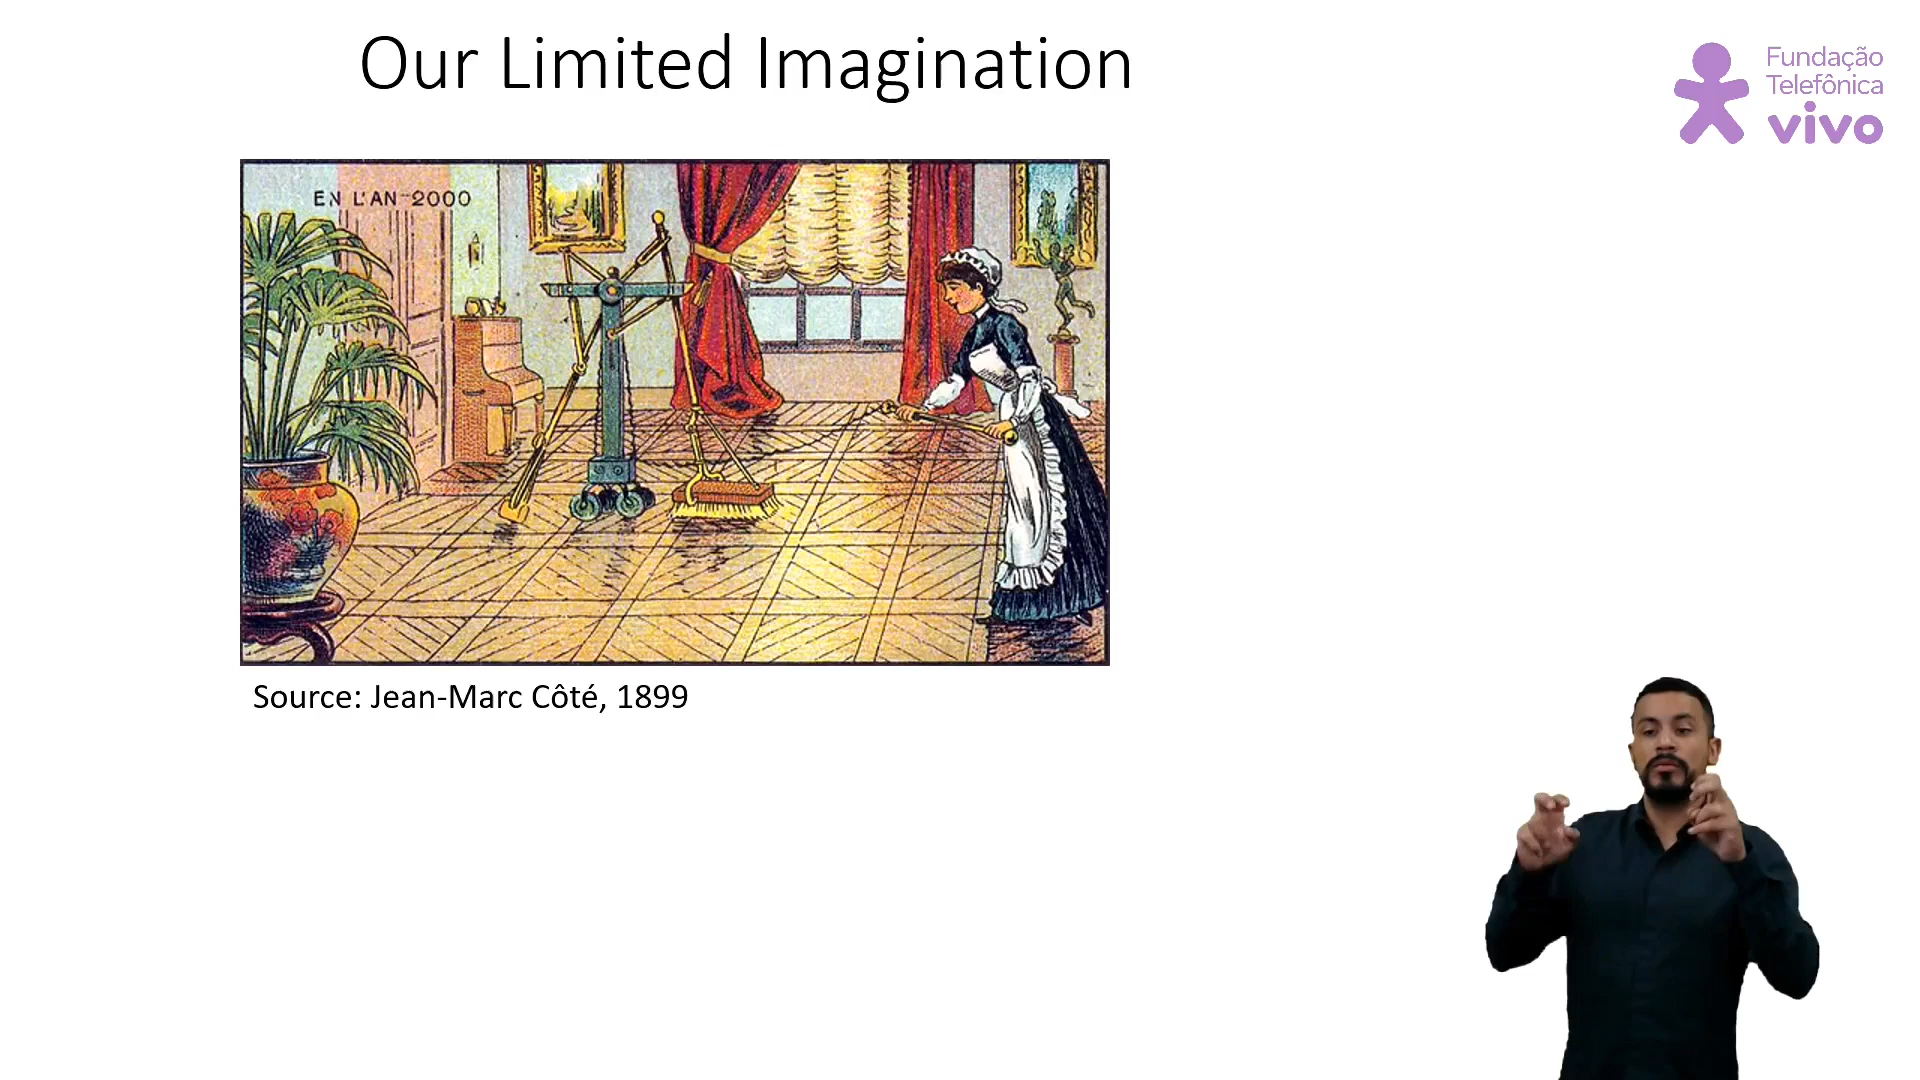 Our Limited Imagination
Fundação
Telefônica
vivo
EN L'AN 2000
Source: Jean-Marc Côté, 1899